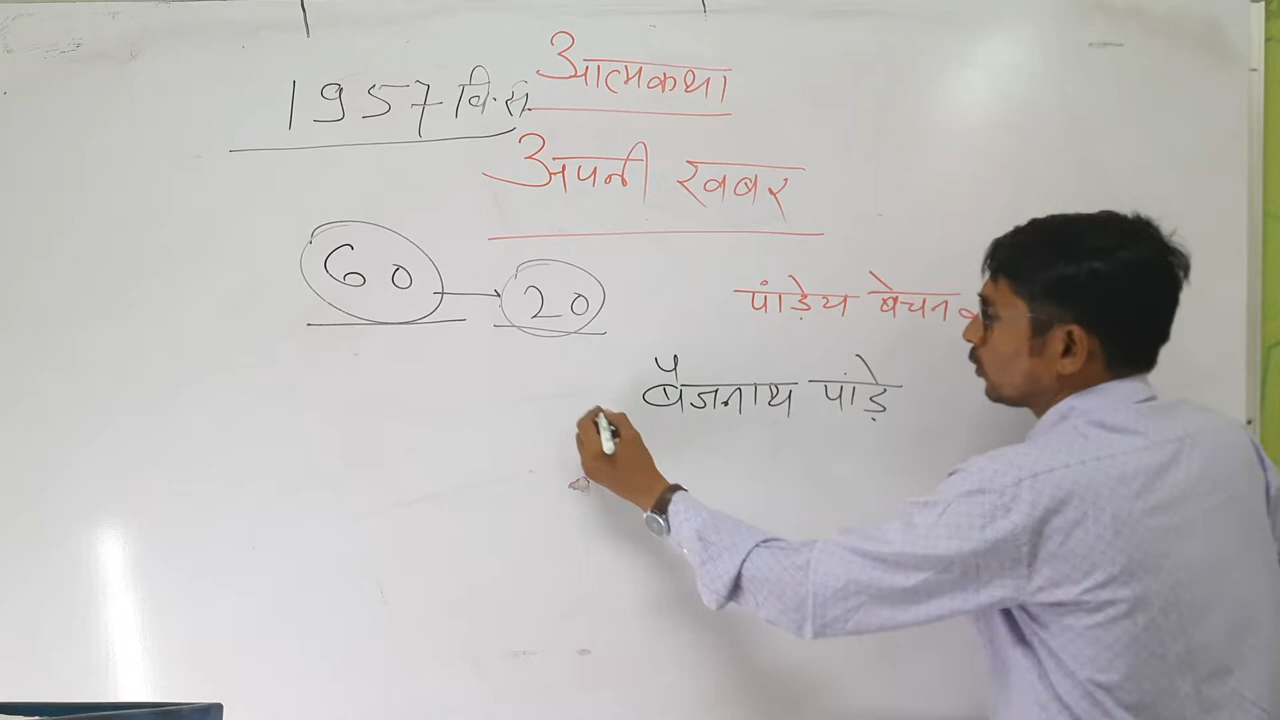 आत्मकथा
1957 वि.सं.
अपनी खबर
60 20
पांडेय बेचन
बैजनाथ पांडे